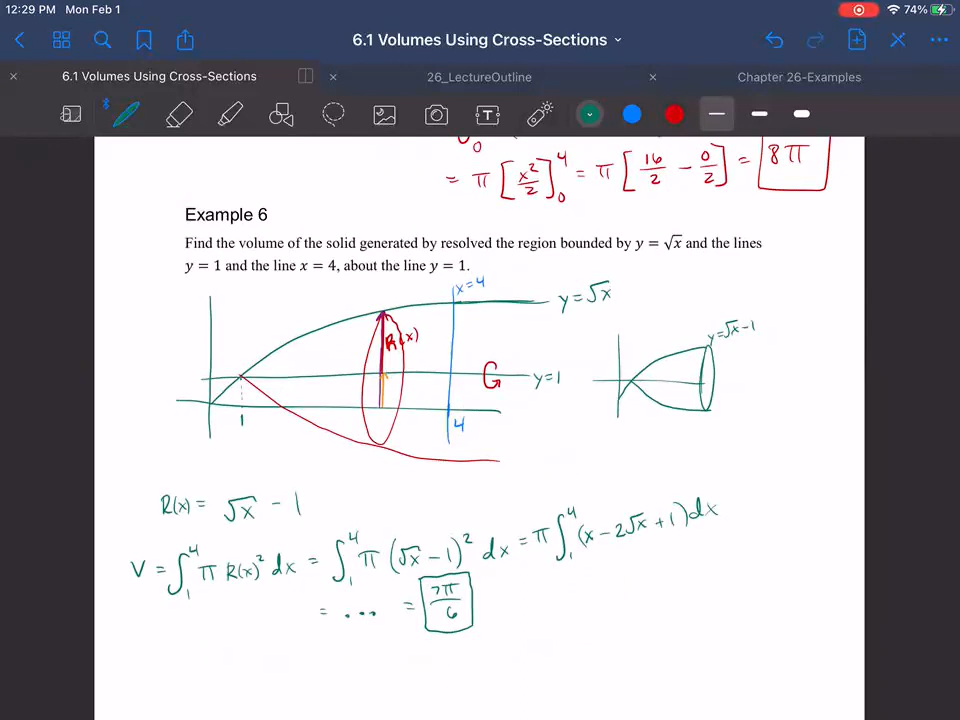 12:29 PM Mon Feb 1
74%
6.1 Volumes Using Cross-Sections
6.1 Volumes Using Cross-Sections
26_LectureOutline
Chapter 26-Examples
0
= π [x²/2]₀⁴ = π [16/2 − 0/2] = 8π
Example 6
Find the volume of the solid generated by resolved the region bounded by y = √x and the lines
y = 1 and the line x = 4, about the line y = 1.
x=4
y=√x
R(x)
y=√x-1
y=1
1
4
R(x) = √x - 1
V = ∫₁⁴ π R(x)² dx = ∫₁⁴ π (√x - 1)² dx = π ∫₁⁴ (x - 2√x + 1) dx
= ... = 7π/6